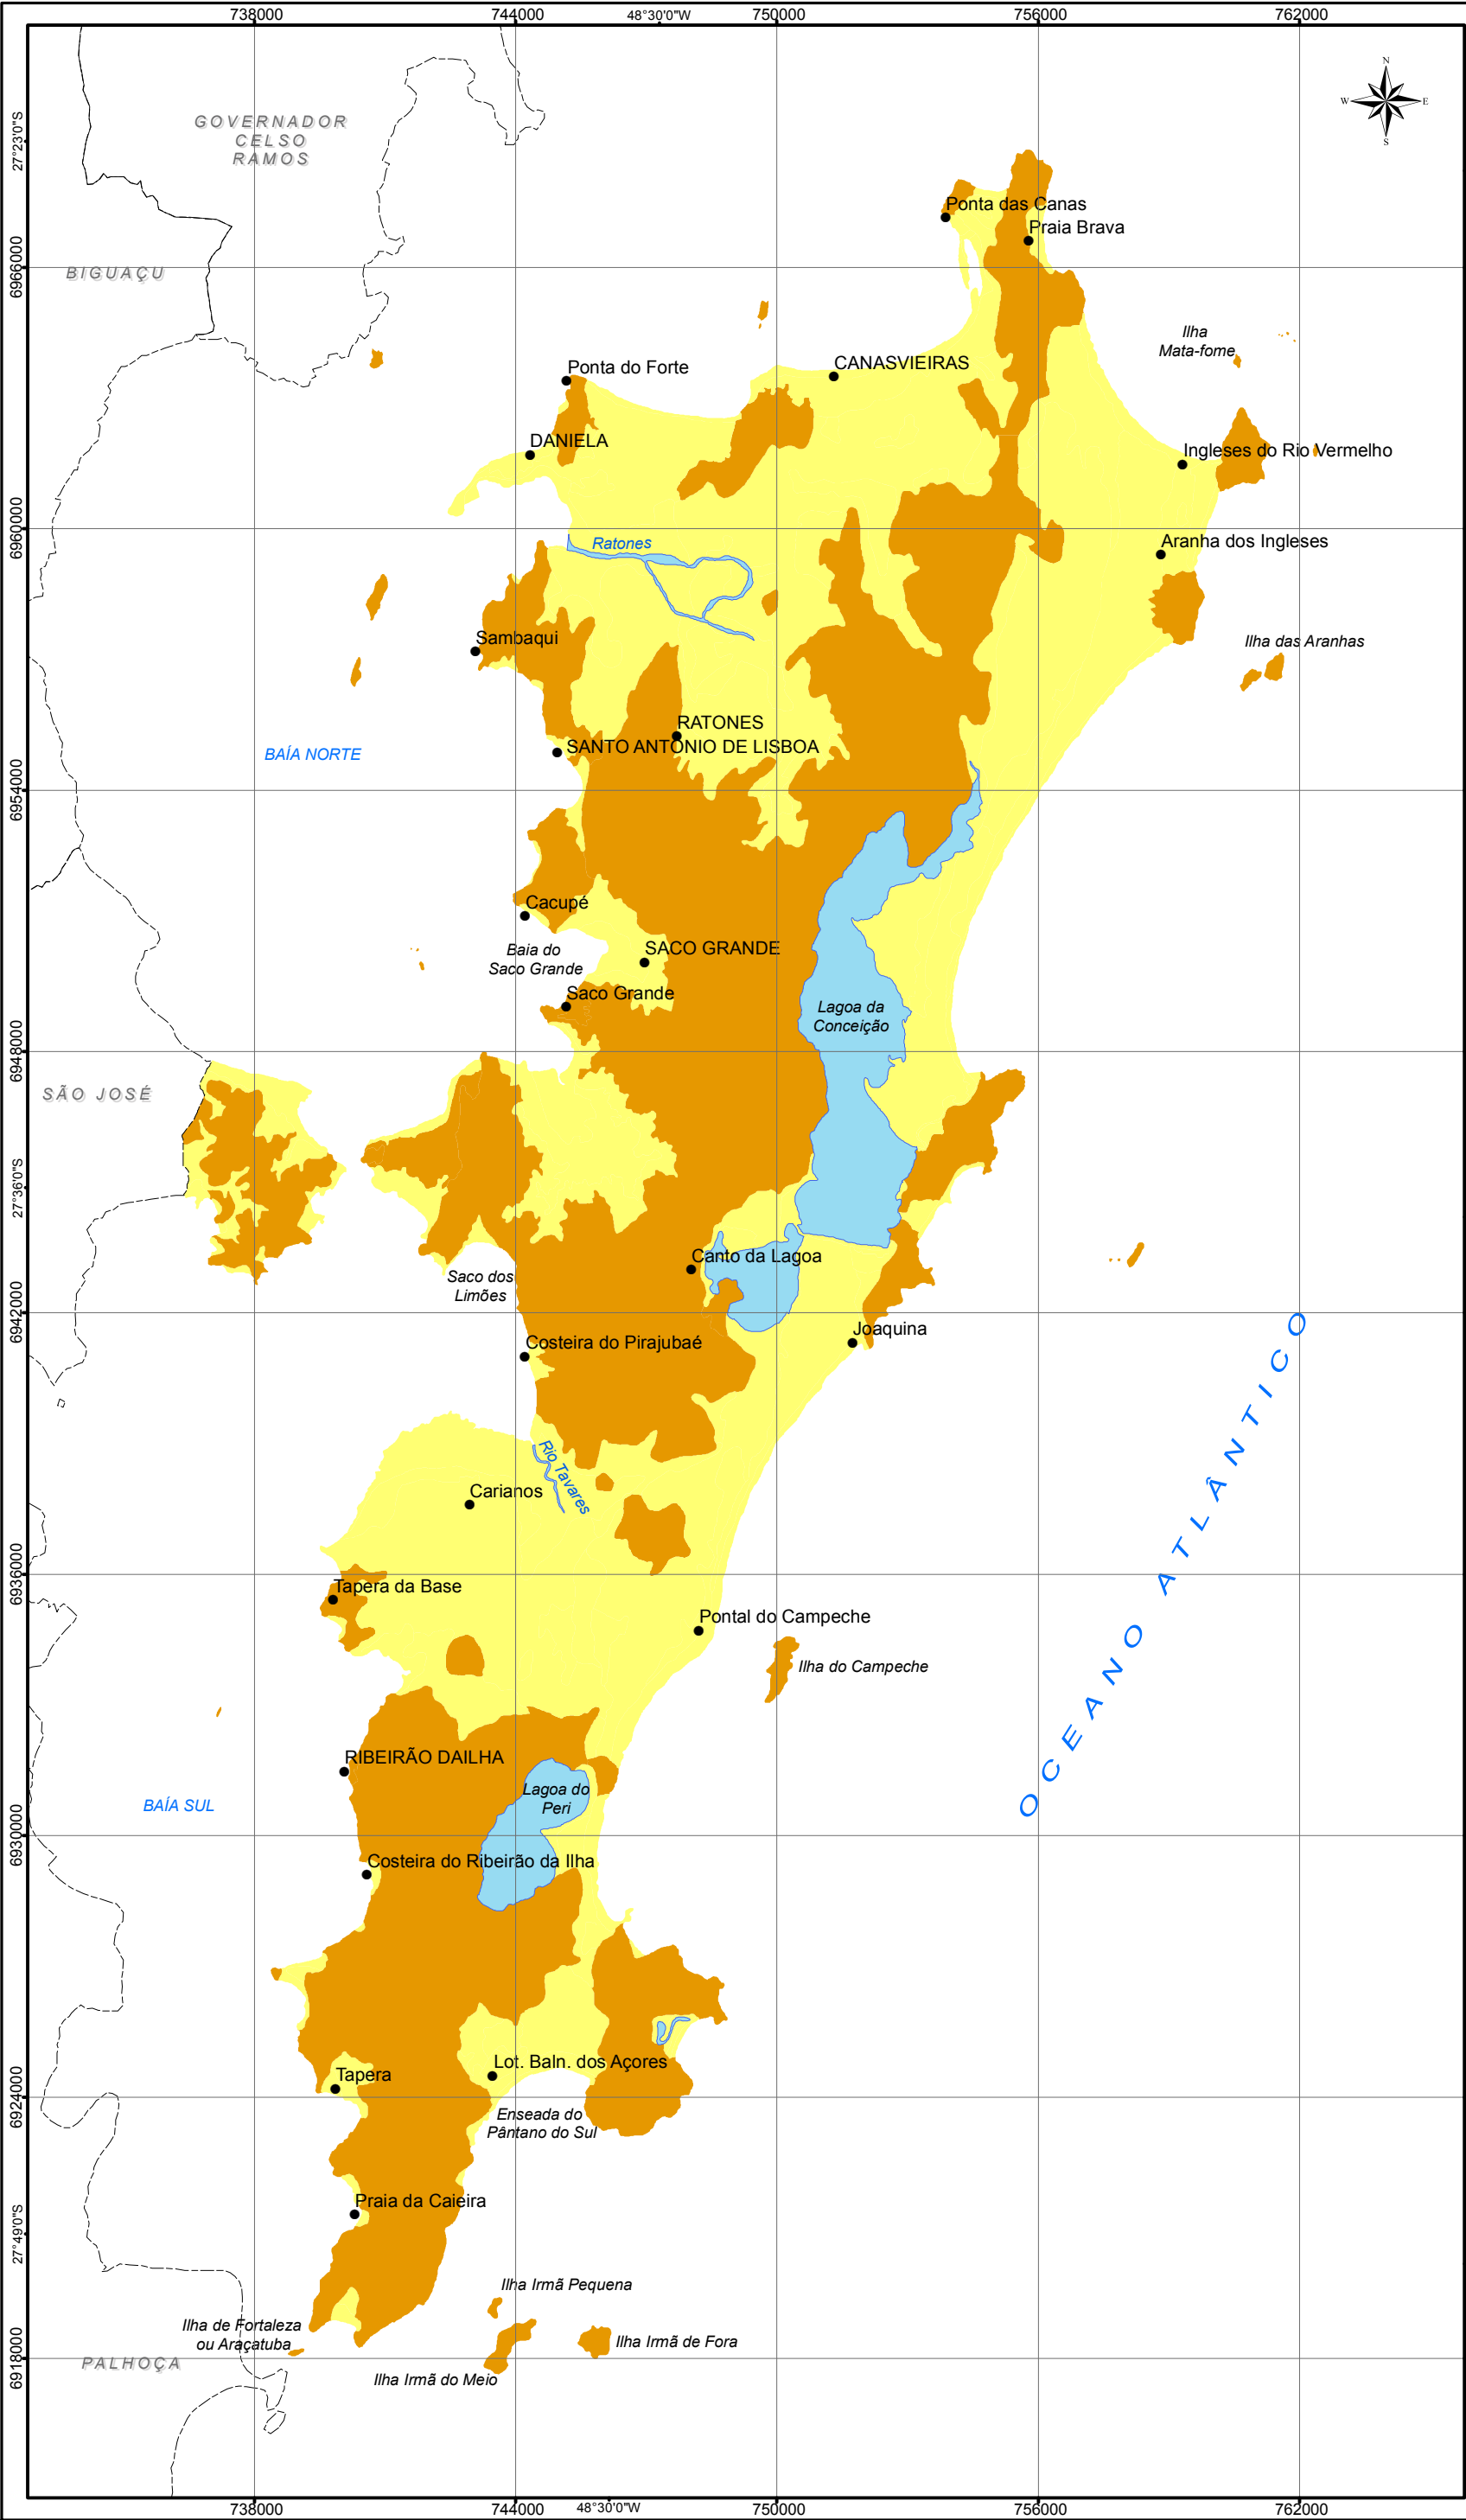 738000
744000
48°30'0"W
750000
756000
762000
N
W
E
S
GOVERNADOR
CELSO
RAMOS
27°23'0"S
Ponta das Canas
Praia Brava
BIGUAÇU
6966000
Ilha
Mata-fome
Ponta do Forte
CANASVIEIRAS
DANIELA
Ingleses do Rio Vermelho
6960000
Ratones
Aranha dos Ingleses
Sambaqui
Ilha das Aranhas
RATONES
SANTO ANTÔNIO DE LISBOA
BAÍA NORTE
6954000
Cacupé
Baia do
Saco Grande
SACO GRANDE
Saco Grande
Lagoa da
Conceição
6948000
SÃO JOSÉ
27°36'0"S
Canto da Lagoa
Saco dos
Limões
6942000
Joaquina
Costeira do Pirajubaé
OCEANO ATLÂNTICO
Rio Tavares
Carianos
6936000
Tapera da Base
Pontal do Campeche
Ilha do Campeche
RIBEIRÃO DAILHA
Lagoa do
Peri
BAÍA SUL
6930000
Costeira do Ribeirão da Ilha
Lot. Baln. dos Açores
Tapera
6924000
Enseada do
Pântano do Sul
Praia da Caieira
27°49'0"S
Ilha Irmã Pequena
Ilha de Fortaleza
ou Araçatuba
Ilha Irmã de Fora
6918000
PALHOÇA
Ilha Irmã do Meio
738000
744000
48°30'0"W
750000
756000
762000